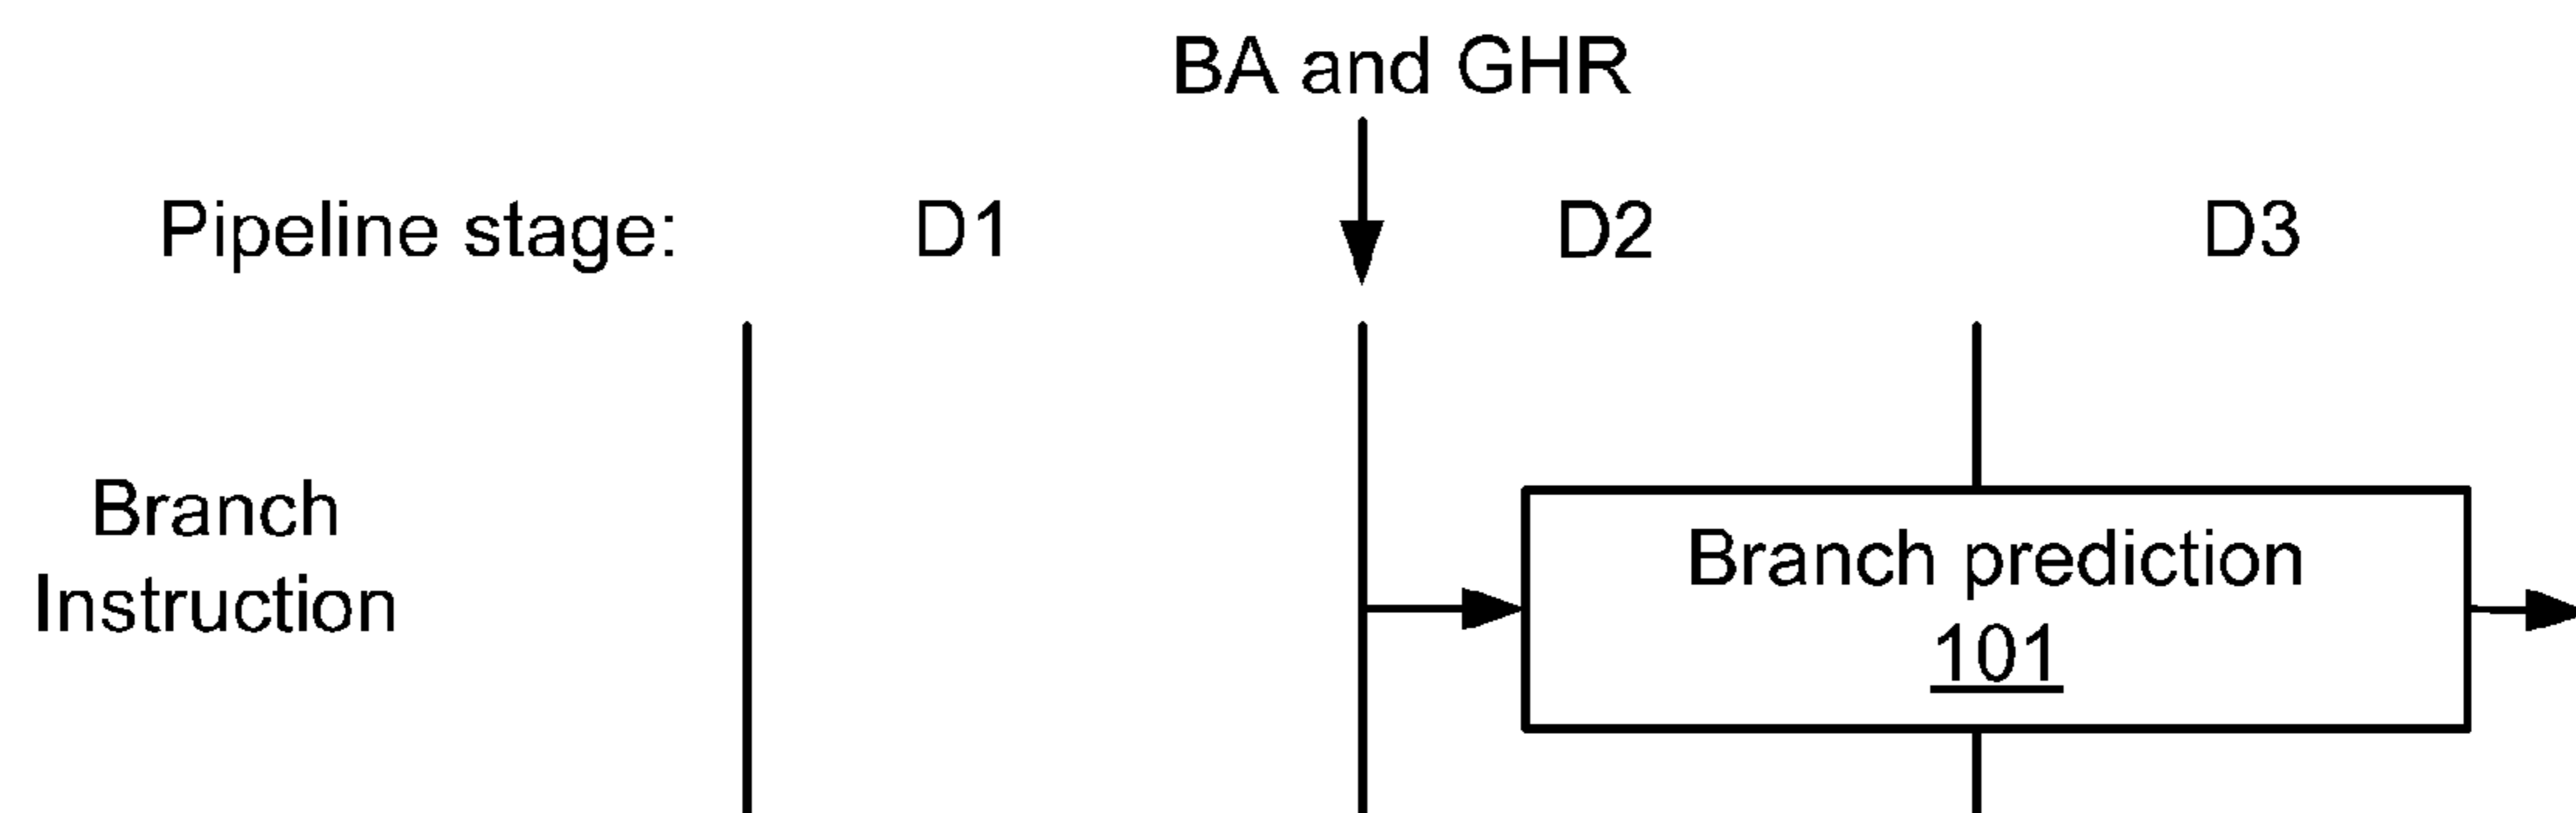 BA and GHR
Pipeline stage: D1 D2 D3
Branch
Instruction
Branch prediction
101